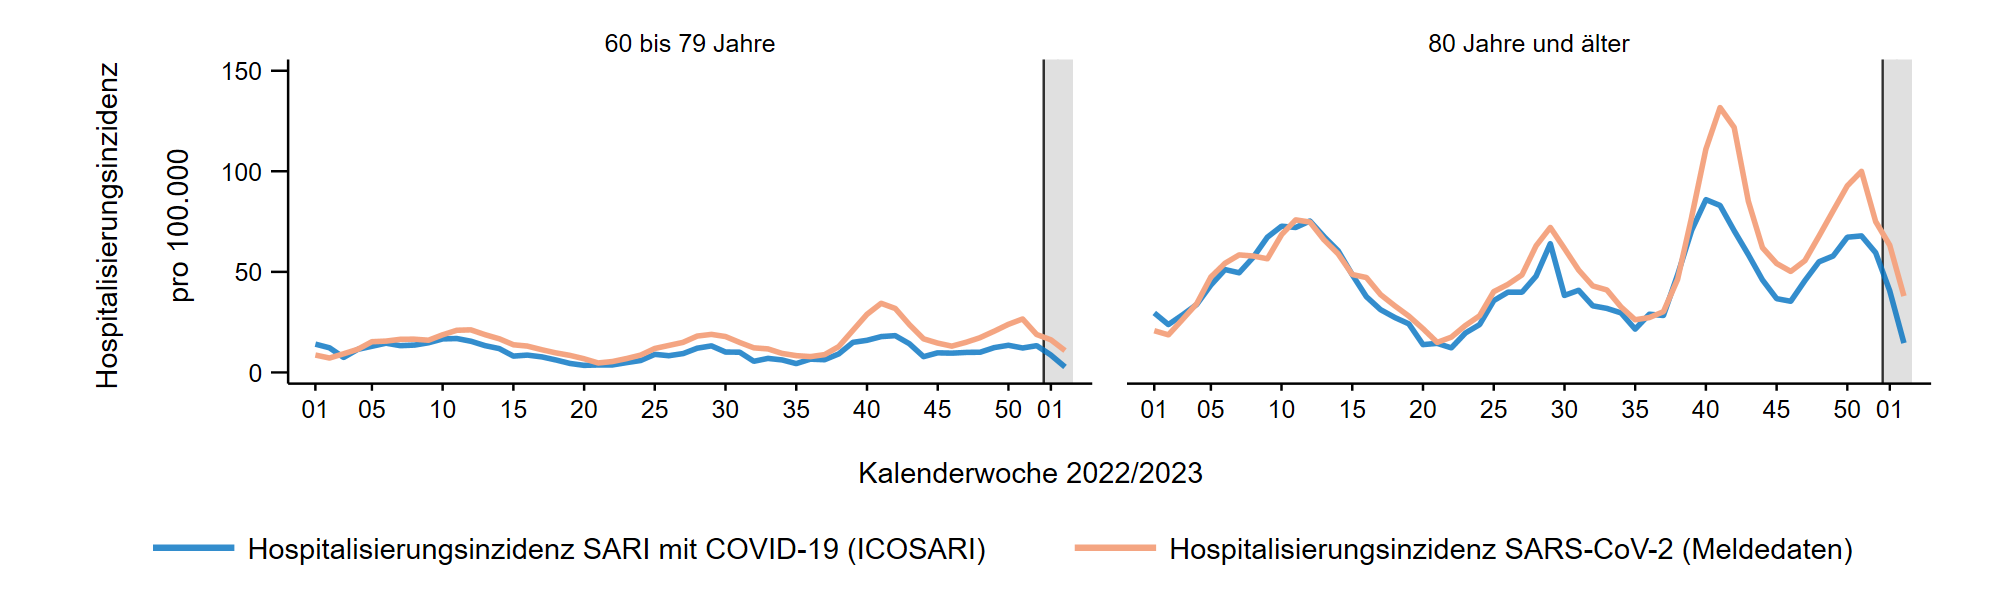 60 bis 79 Jahre
80 Jahre und älter
Hospitalisierungsinzidenz
pro 100.000
150
100
50
0
01 05 10 15 20 25 30 35 40 45 50 01
01 05 10 15 20 25 30 35 40 45 50 01
Kalenderwoche 2022/2023
Hospitalisierungsinzidenz SARI mit COVID-19 (ICOSARI)
Hospitalisierungsinzidenz SARS-CoV-2 (Meldedaten)